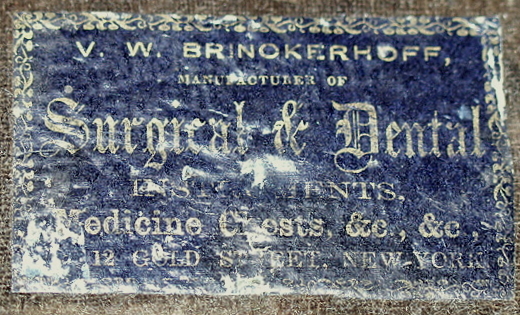 V. W. BRINCKERHOFF,
MANUFACTURER OF
Surgical & Dental
INSTRUMENTS,
Medicine Chests, &c., &c.,
12 GOLD STREET, NEW-YORK